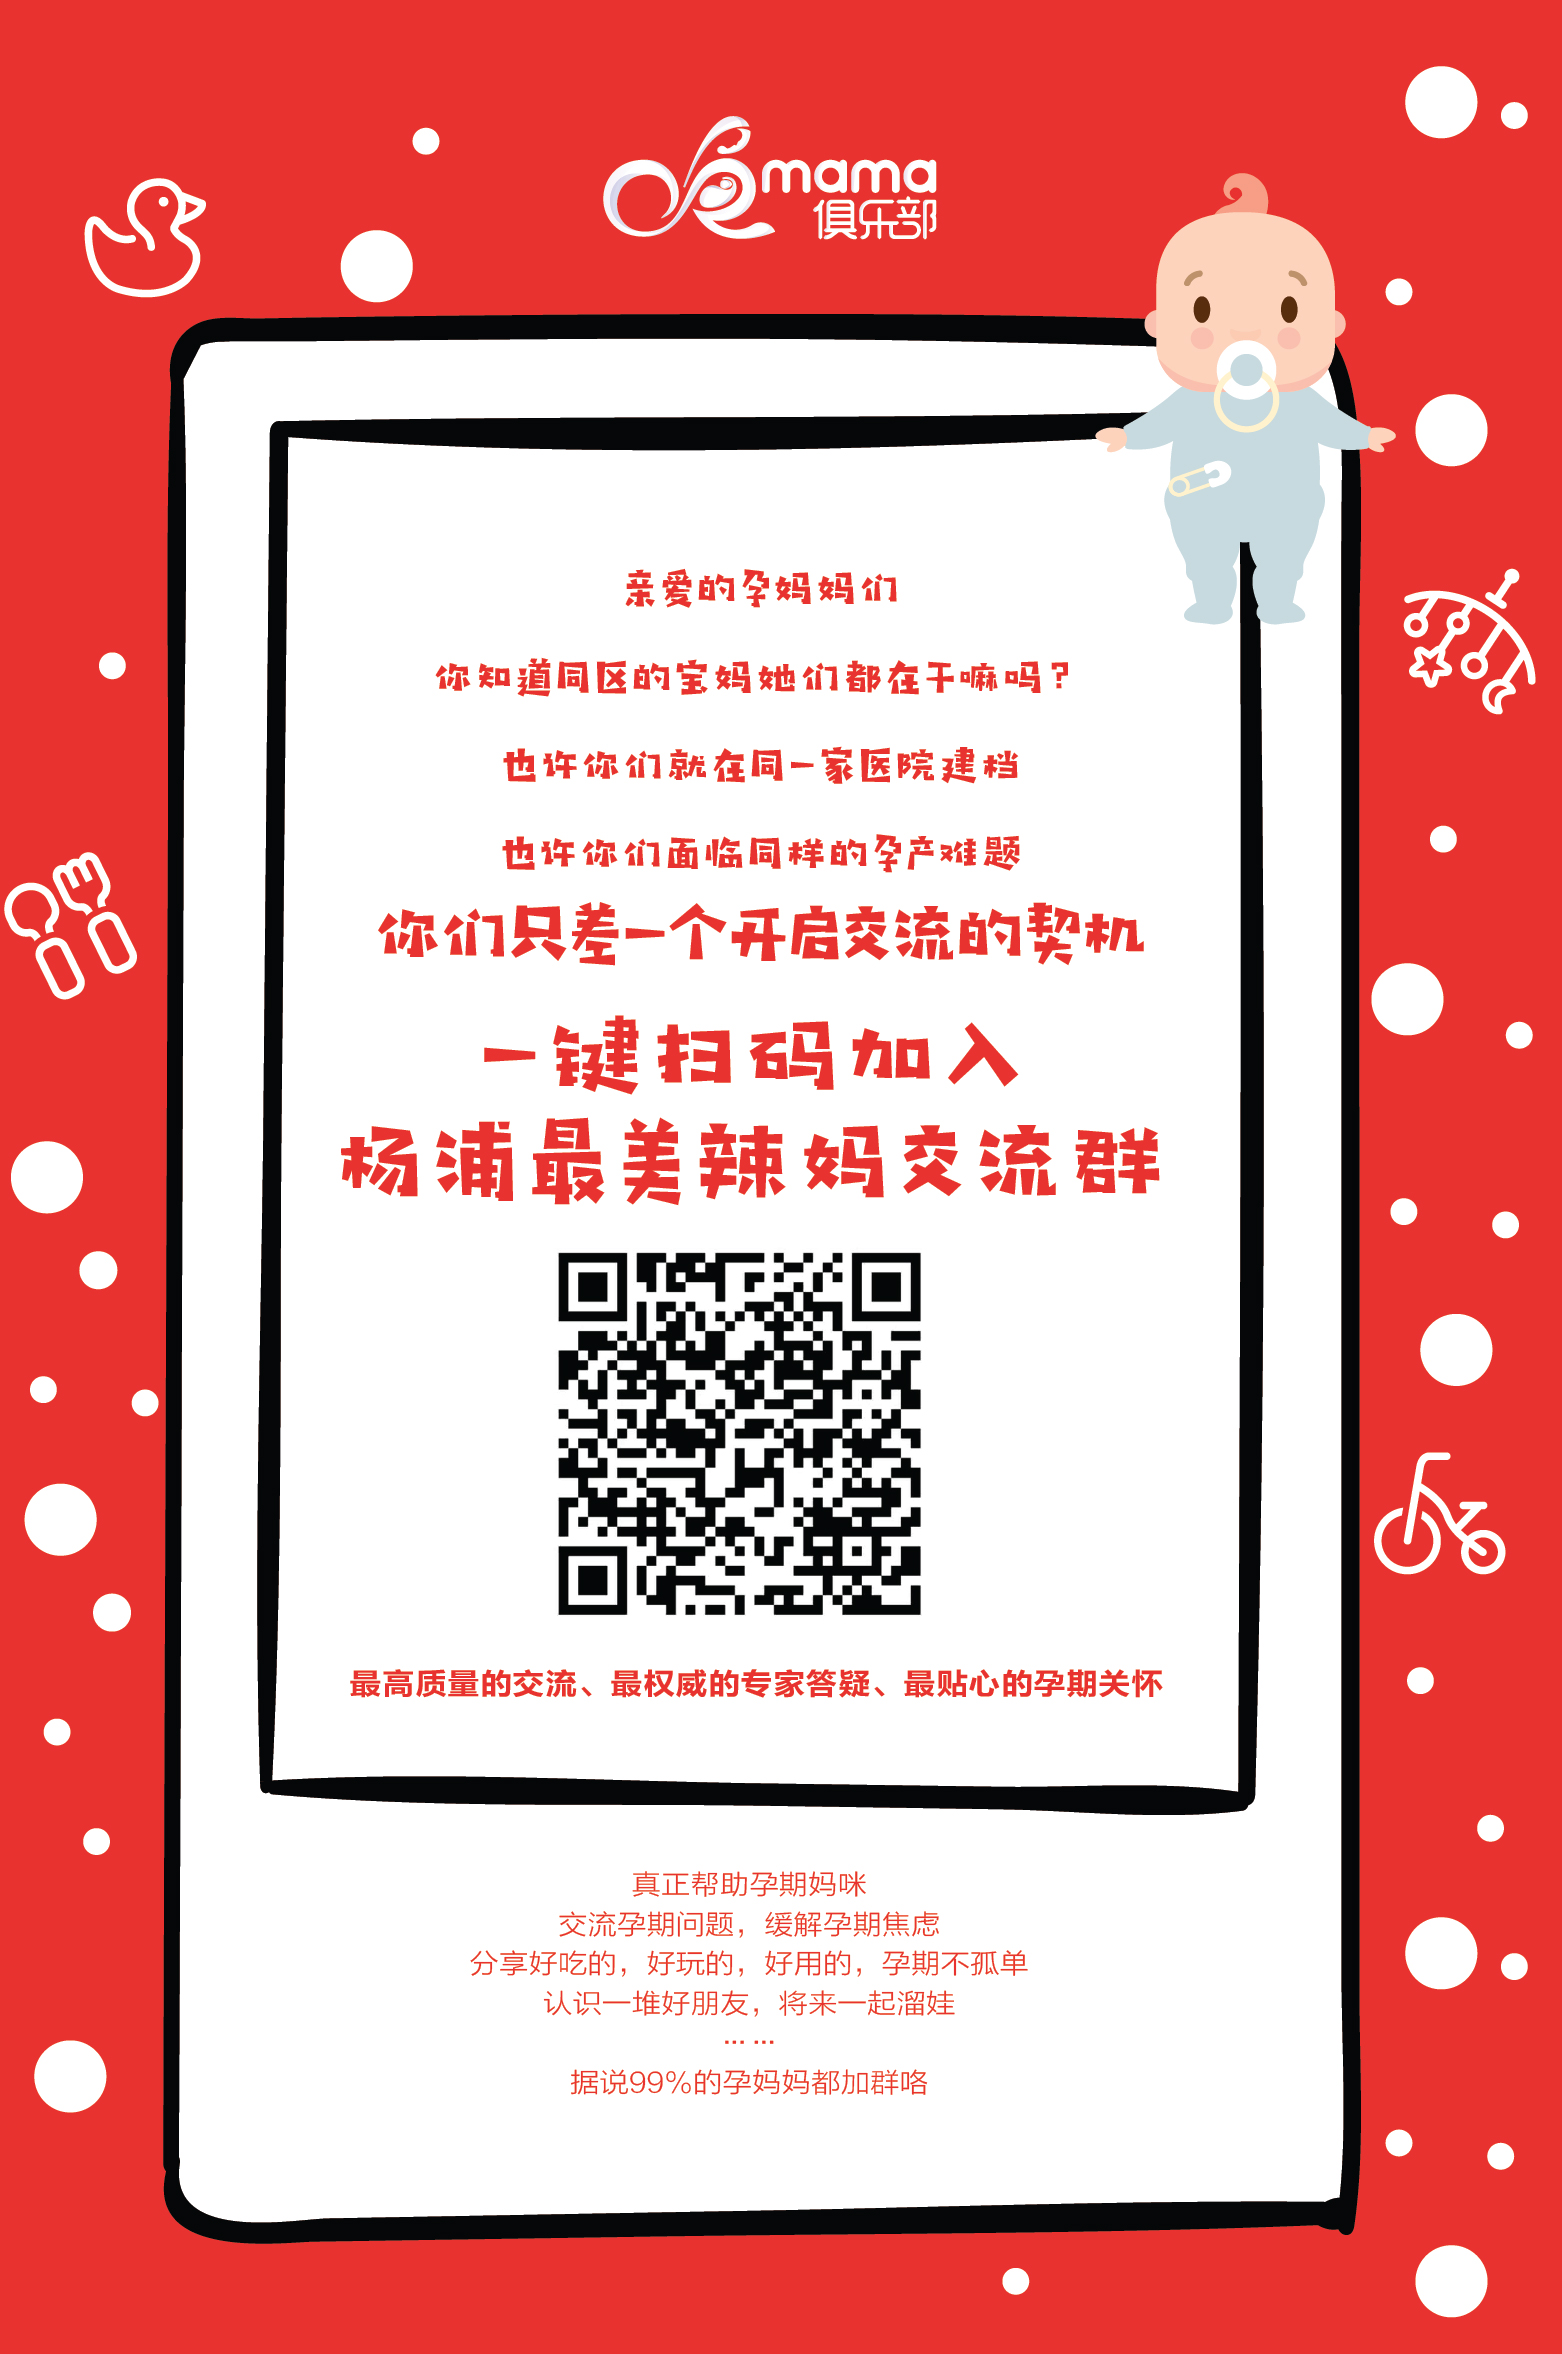 mama
俱乐部
亲爱的孕妈妈们
你知道同区的宝妈她们都在干嘛吗？
也许你们就在同一家医院建档
也许你们面临同样的孕产难题
你们只差一个开启交流的契机
一键扫码加入
杨浦最美辣妈交流群
最高质量的交流、最权威的专家答疑、最贴心的孕期关怀
真正帮助孕期妈咪
交流孕期问题，缓解孕期焦虑
分享好吃的，好玩的，好用的，孕期不孤单
认识一堆好朋友，将来一起溜娃
... ...
据说99%的孕妈妈都加群咯